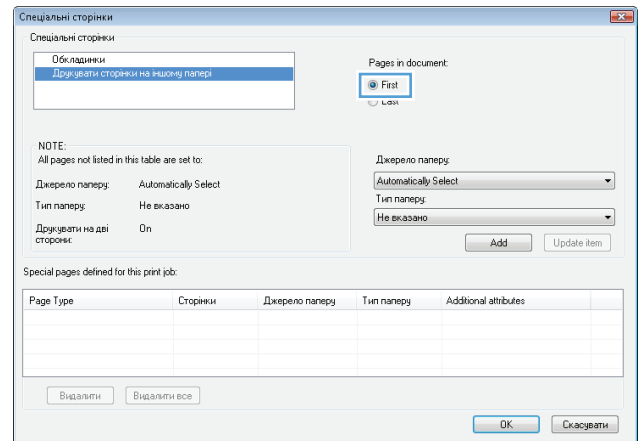 Спеціальні сторінки
Спеціальні сторінки
Обкладинки
Друкувати сторінки на іншому папері
Pages in document:
First
Last
NOTE:
All pages not listed in this table are set to:
Джерело паперу: Automatically Select
Тип паперу: Не вказано
Друкувати на дві сторони: On
Джерело паперу:
Automatically Select
Тип паперу:
Не вказано
Add Update item
Special pages defined for this print job:
Page Type Сторінки Джерело паперу Тип паперу Additional attributes
Видалити Видалити все
OK Скасувати